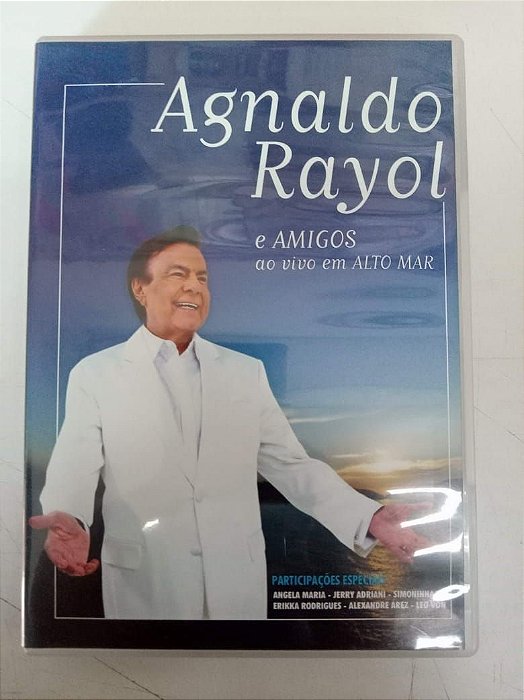 Agnaldo
Rayol
e AMIGOS
ao vivo em ALTO MAR
PARTICIPAÇÕES
ANGELA MARIA - JERRY ADRIANI - SIMONINHA
ERIKKA RODRIGUES - ALEXANDRE AREZ - LEO VON